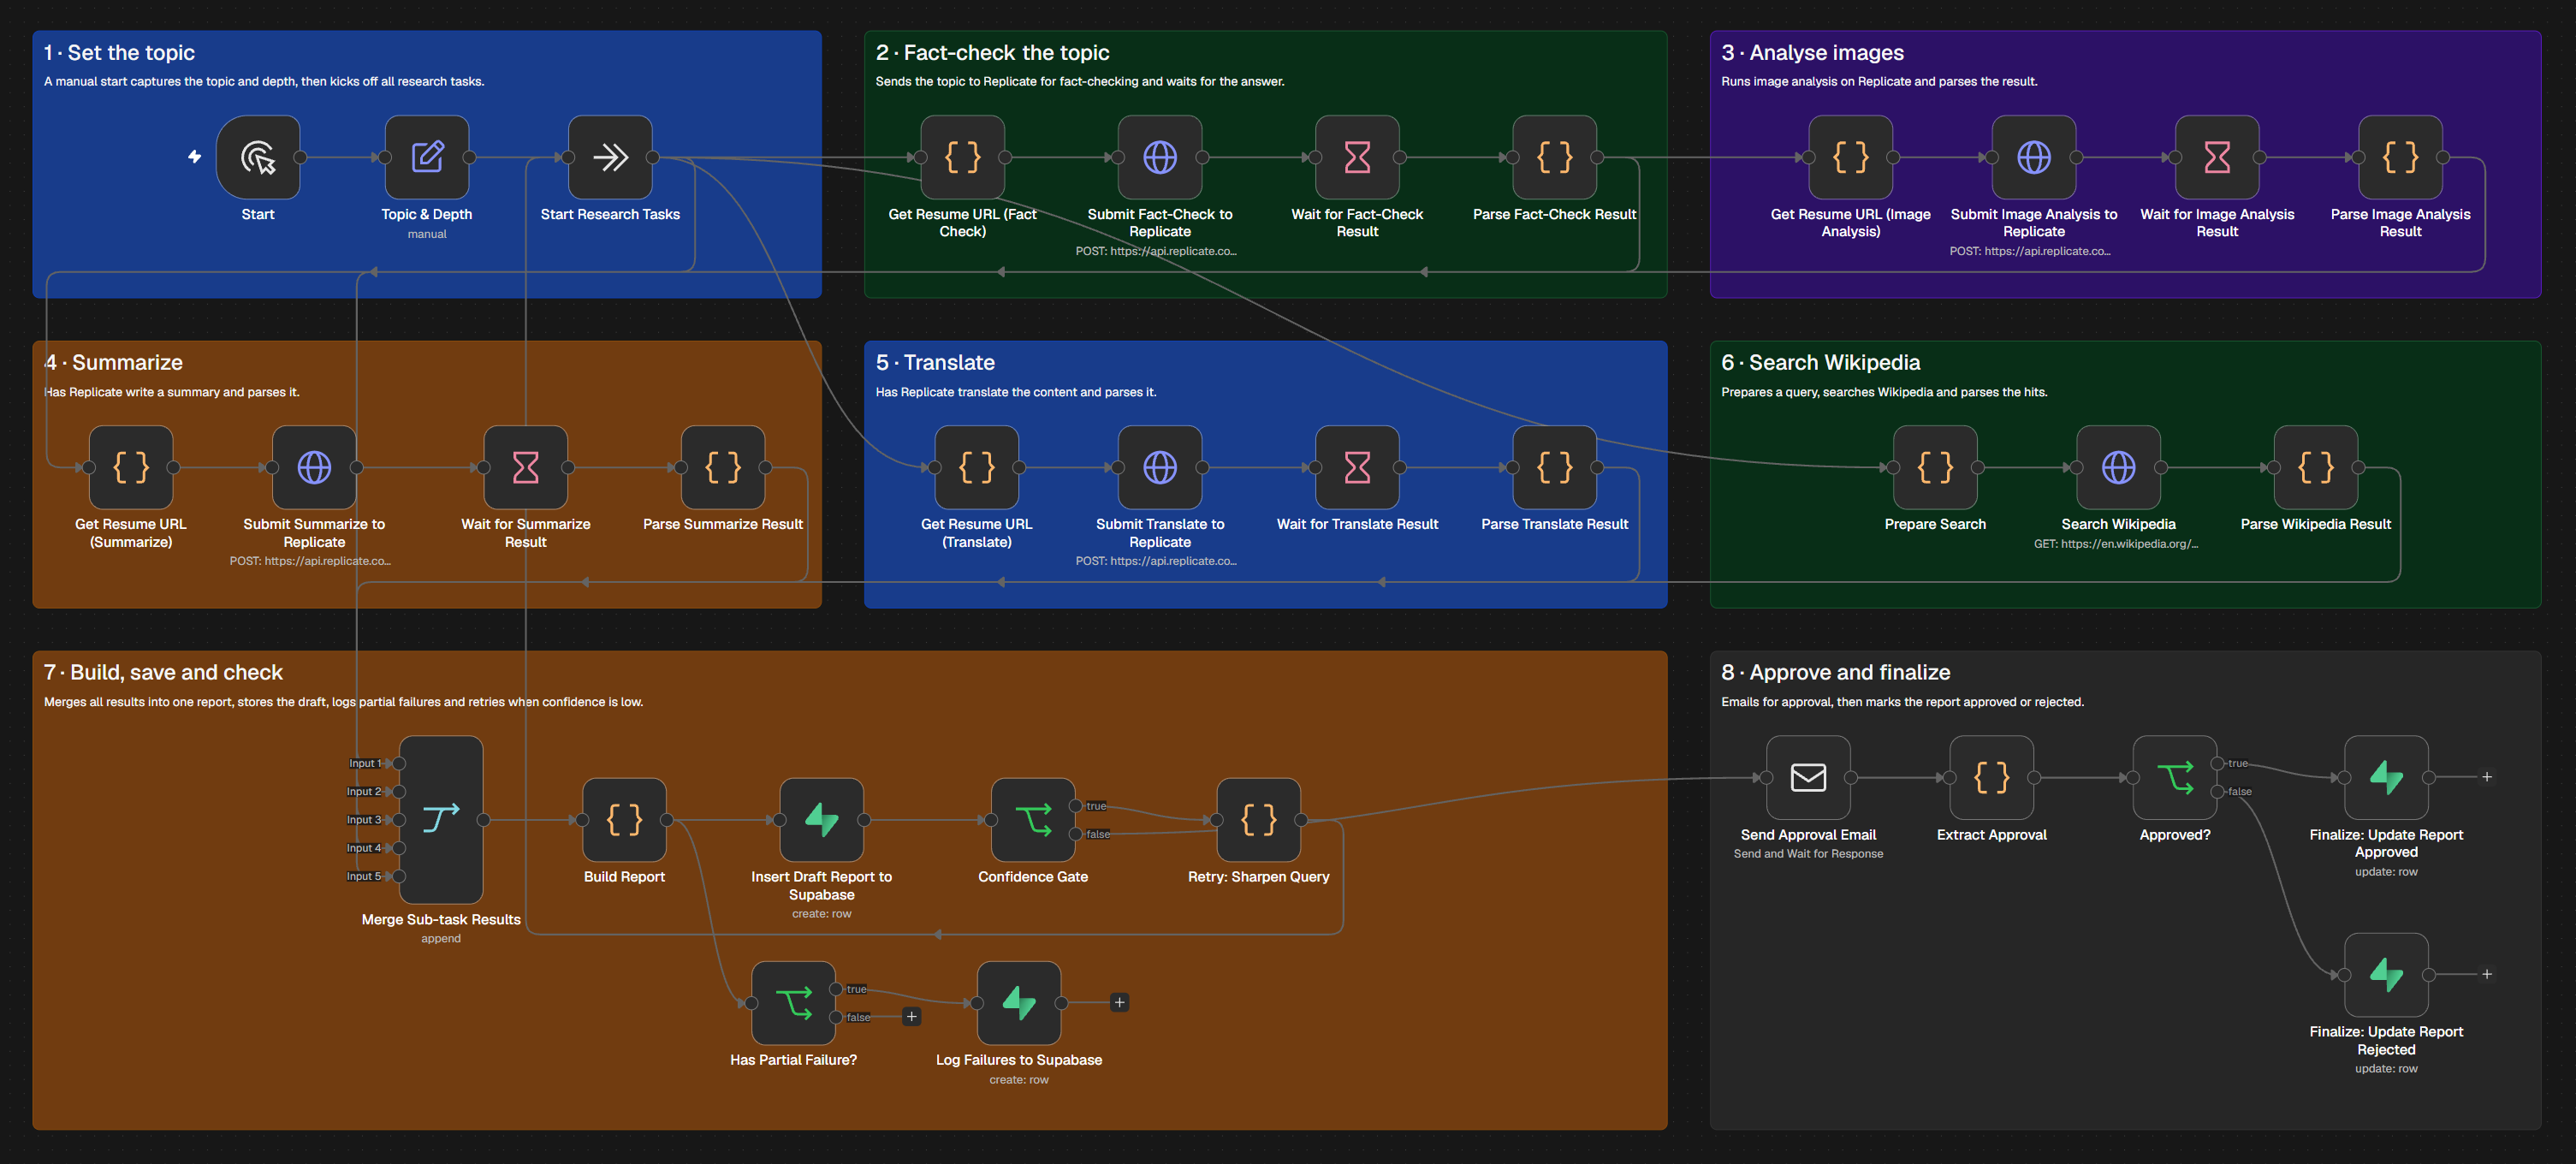 1 · Set the topic
A manual start captures the topic and depth, then kicks off all research tasks.
Start
Topic & Depth
manual
Start Research Tasks
2 · Fact-check the topic
Sends the topic to Replicate for fact-checking and waits for the answer.
Get Resume URL (Fact
Check)
Submit Fact-Check to
Replicate
POST: https://api.replicate.co...
Wait for Fact-Check
Result
Parse Fact-Check Result
3 · Analyse images
Runs image analysis on Replicate and parses the result.
Get Resume URL (Image
Analysis)
Submit Image Analysis to
Replicate
POST: https://api.replicate.co...
Wait for Image Analysis
Result
Parse Image Analysis
Result
4 · Summarize
Has Replicate write a summary and parses it.
Get Resume URL
(Summarize)
Submit Summarize to
Replicate
POST: https://api.replicate.co...
Wait for Summarize
Result
Parse Summarize Result
5 · Translate
Has Replicate translate the content and parses it.
Get Resume URL
(Translate)
Submit Translate to
Replicate
POST: https://api.replicate.co...
Wait for Translate Result
Parse Translate Result
6 · Search Wikipedia
Prepares a query, searches Wikipedia and parses the hits.
Prepare Search
Search Wikipedia
GET: https://en.wikipedia.org/...
Parse Wikipedia Result
7 · Build, save and check
Merges all results into one report, stores the draft, logs partial failures and retries when confidence is low.
Input 1
Input 2
Input 3
Input 4
Input 5
Merge Sub-task Results
append
Build Report
Insert Draft Report to
Supabase
create: row
Confidence Gate
true
false
Retry: Sharpen Query
Has Partial Failure?
true
false
Log Failures to Supabase
create: row
8 · Approve and finalize
Emails for approval, then marks the report approved or rejected.
Send Approval Email
Send and Wait for Response
Extract Approval
Approved?
true
false
Finalize: Update Report
Approved
update: row
Finalize: Update Report
Rejected
update: row